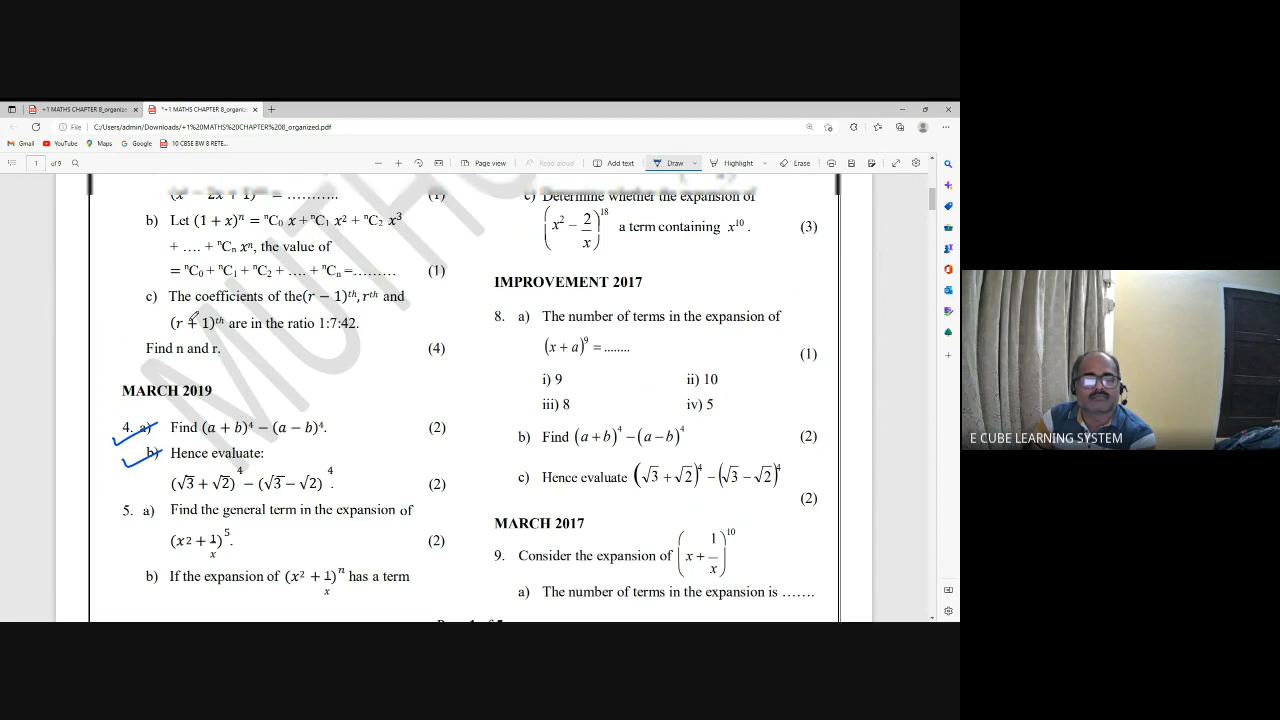 +1 MATHS CHAPTER 8_organize
*+1 MATHS CHAPTER 8_organiz
File
C:/Users/admin/Downloads/+1%20MATHS%20CHAPTER%208_organized.pdf
Gmail
YouTube
Maps
Google
10 CBSE BW 8 RETE...
1 of 9
Page view
Read aloud
Add text
Draw
Highlight
Erase
MUTHO
= ..........
(1)
b) Let (1 + x)ⁿ = ⁿC₀ x + ⁿC₁ x² + ⁿC₂ x³
+ .... + ⁿCₙ xⁿ, the value of
= ⁿC₀ + ⁿC₁ + ⁿC₂ + .... + ⁿCₙ =......... (1)
c) The coefficients of the(r − 1)ᵗʰ, rᵗʰ and
(r + 1)ᵗʰ are in the ratio 1:7:42.
Find n and r. (4)
MARCH 2019
4. a) Find (a + b)⁴ − (a − b)⁴. (2)
b) Hence evaluate:
(√3 + √2)⁴ − (√3 − √2)⁴. (2)
5. a) Find the general term in the expansion of
(x² + 1/x)⁵. (2)
b) If the expansion of (x² + 1/x)ⁿ has a term
c) Determine whether the expansion of
(x² − 2/x)¹⁸ a term containing x¹⁰. (3)
IMPROVEMENT 2017
8. a) The number of terms in the expansion of
(x + a)⁹ = ........ (1)
i) 9 ii) 10
iii) 8 iv) 5
b) Find (a + b)⁴ − (a − b)⁴ (2)
c) Hence evaluate (√3 + √2)⁴ − (√3 − √2)⁴
(2)
MARCH 2017
9. Consider the expansion of (x + 1/x)¹⁰
a) The number of terms in the expansion is .......
E CUBE LEARNING SYSTEM